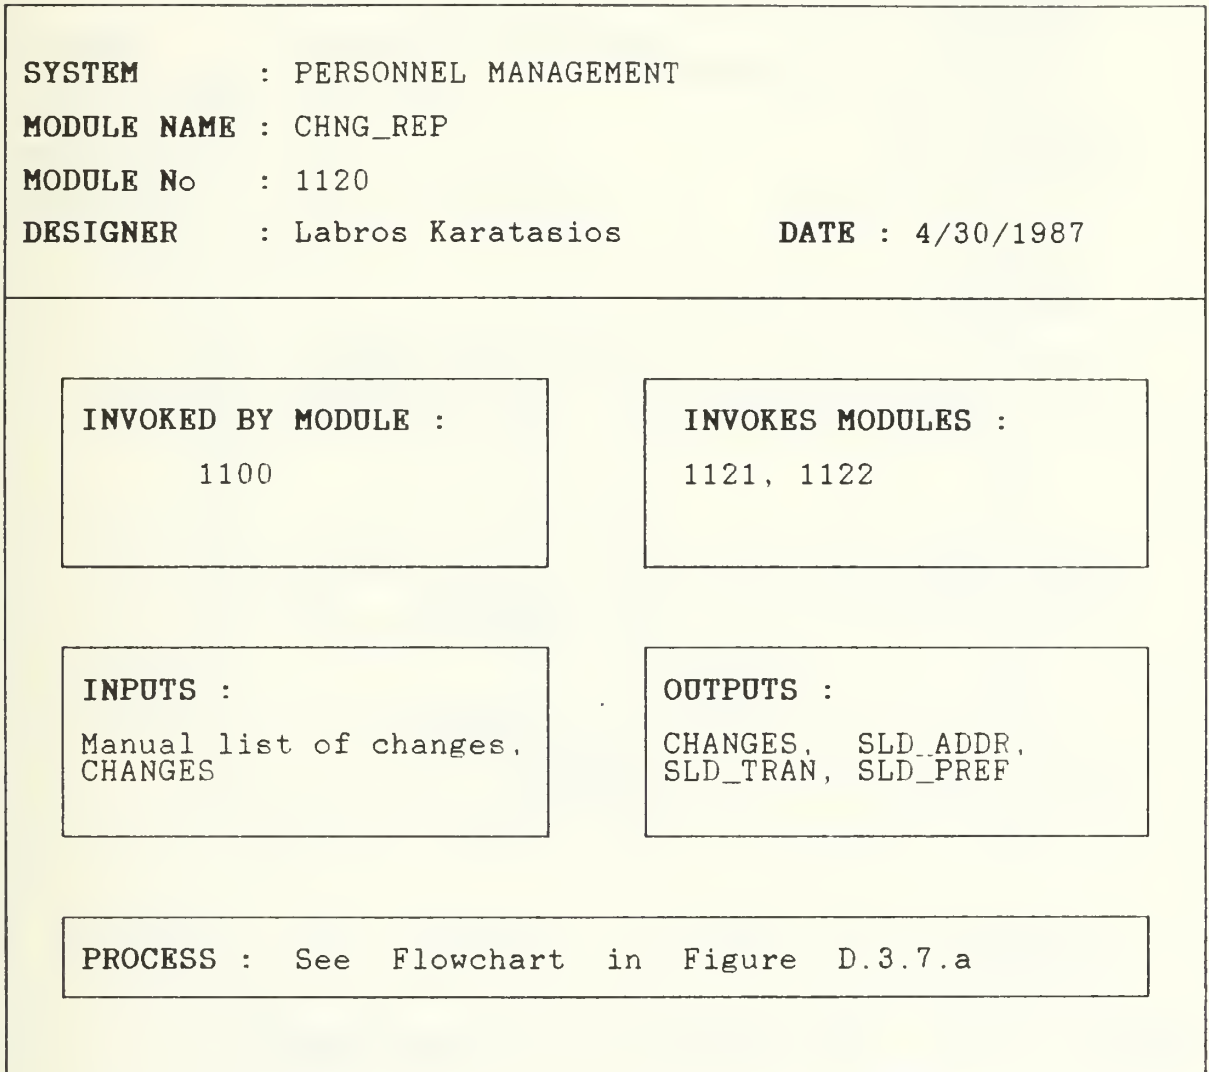 SYSTEM : PERSONNEL MANAGEMENT
MODULE NAME : CHNG_REP
MODULE No : 1120
DESIGNER : Labros Karatasios DATE : 4/30/1987
INVOKED BY MODULE :
1100
INVOKES MODULES :
1121, 1122
INPUTS :
Manual list of changes,
CHANGES
OUTPUTS :
CHANGES, SLD_ADDR,
SLD_TRAN, SLD_PREF
PROCESS : See Flowchart in Figure D.3.7.a